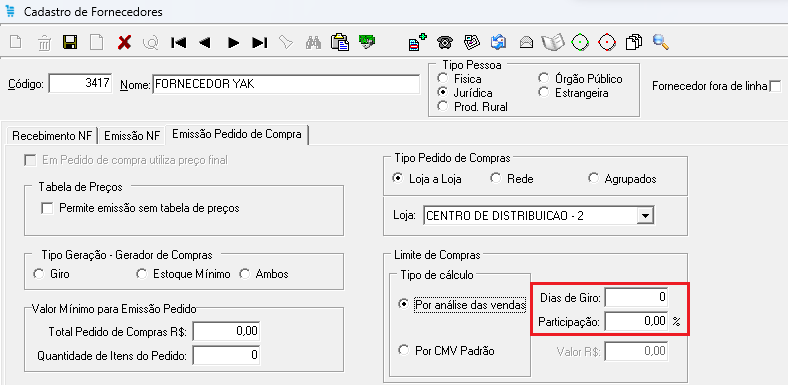 Cadastro de Fornecedores
Código: 3417 Nome: FORNECEDOR YAK
Tipo Pessoa
Fisica
Órgão Público
Jurídica
Estrangeira
Prod. Rural
Fornecedor fora de linha
Recebimento NF Emissão NF Emissão Pedido de Compra
Em Pedido de compra utiliza preço final
Tabela de Preços
Permite emissão sem tabela de preços
Tipo Geração - Gerador de Compras
Giro Estoque Mínimo Ambos
Valor Mínimo para Emissão Pedido
Total Pedido de Compras R$: 0,00
Quantidade de Itens do Pedido: 0
Tipo Pedido de Compras
Loja a Loja Rede Agrupados
Loja: CENTRO DE DISTRIBUICAO - 2
Limite de Compras
Tipo de cálculo
Por análise das vendas
Por CMV Padrão
Dias de Giro: 0
Participação: 0,00 %
Valor R$: 0,00